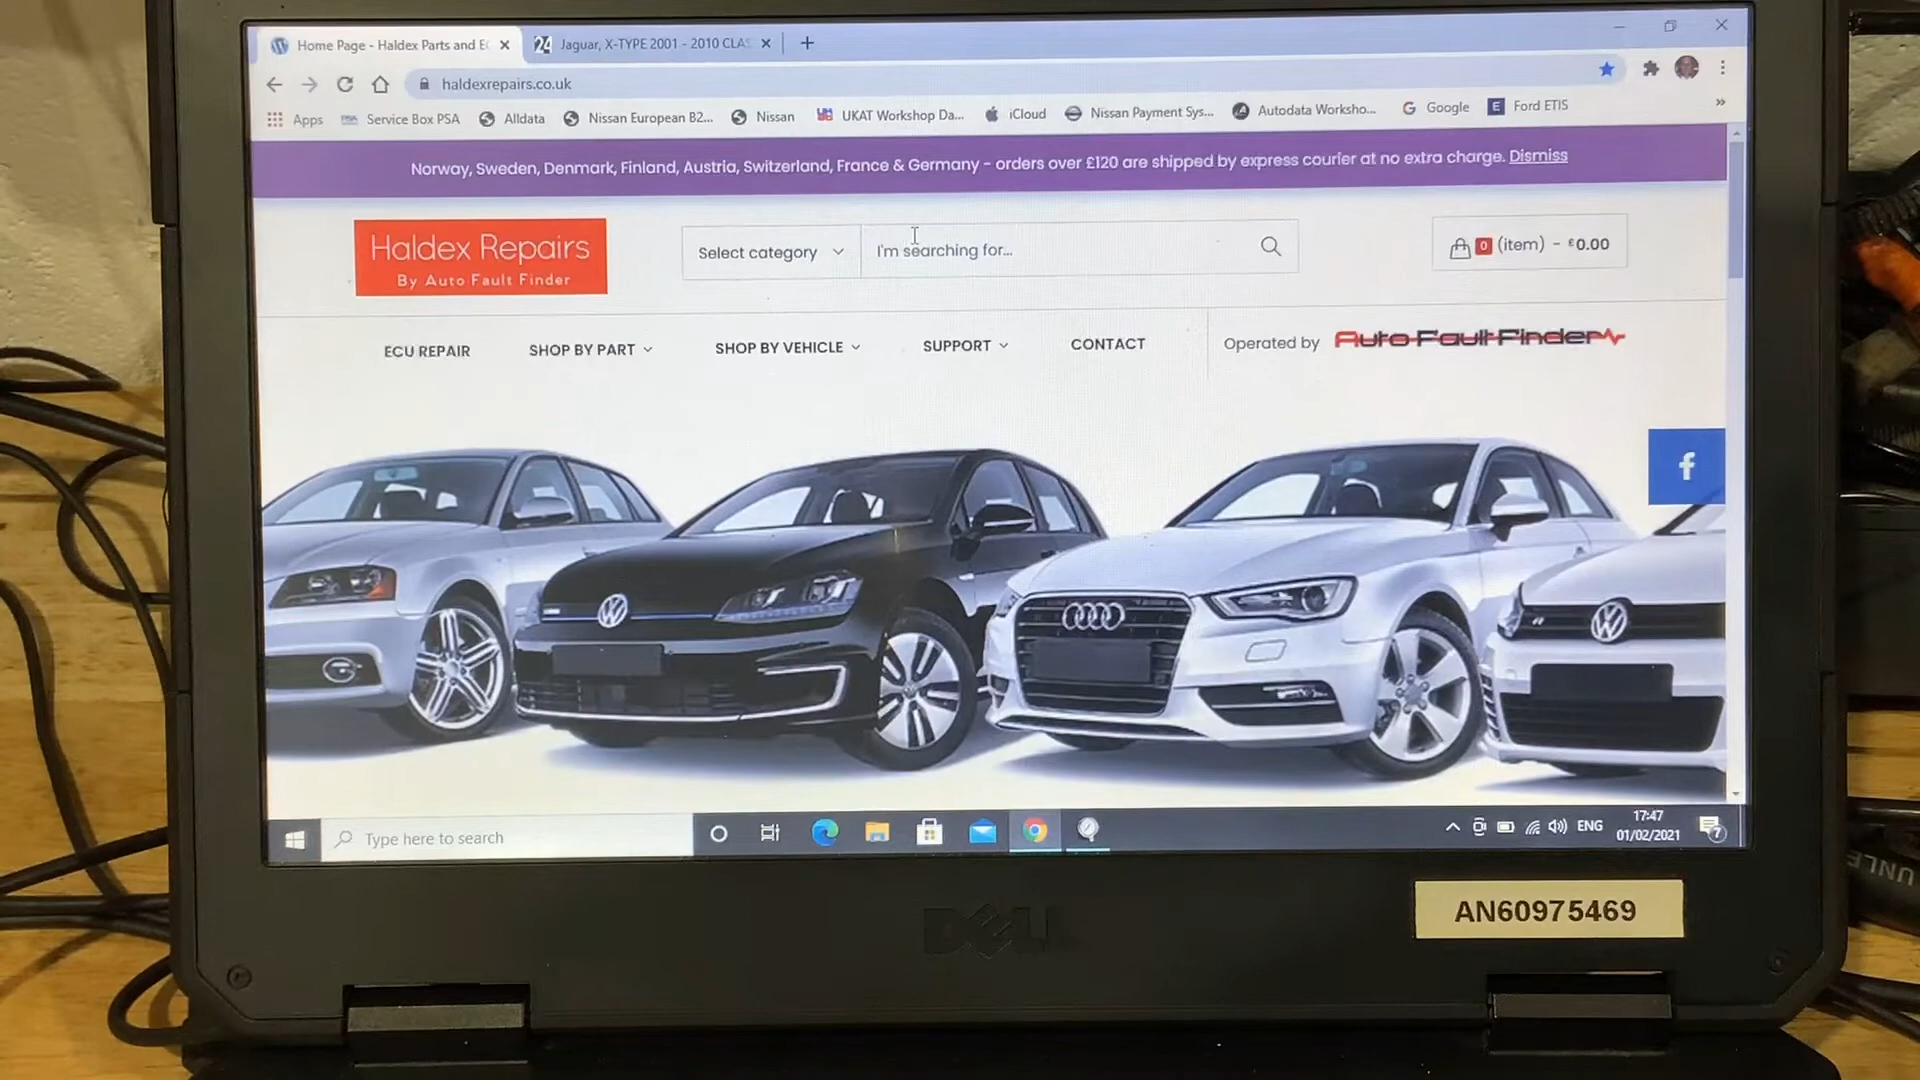 Home Page - Haldex Parts and EC
Jaguar, X-TYPE 2001 - 2010 CLAS
haldexrepairs.co.uk
Apps
Service Box PSA
Alldata
Nissan European B2...
Nissan
UKAT Workshop Da...
iCloud
Nissan Payment Sys...
Autodata Worksho...
Google
Ford ETIS
Norway, Sweden, Denmark, Finland, Austria, Switzerland, France & Germany - orders over £120 are shipped by express courier at no extra charge. Dismiss
Haldex Repairs
By Auto Fault Finder
Select category
I'm searching for...
0 (item) - £0.00
ECU REPAIR
SHOP BY PART
SHOP BY VEHICLE
SUPPORT
CONTACT
Operated by Auto Fault Finder
f
Type here to search
ENG
17:47
01/02/2021
7
DELL
AN60975469